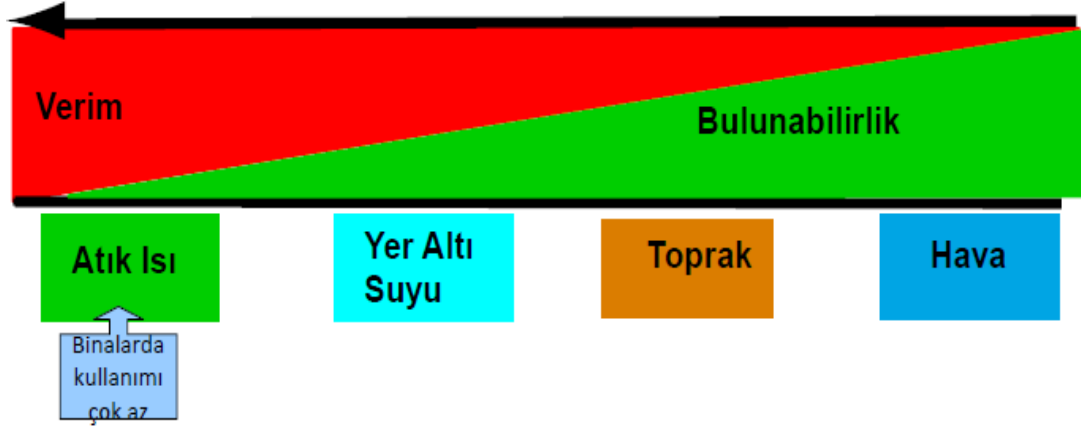 Verim
Bulunabilirlik
Atık Isı
Yer Altı
Suyu
Toprak
Hava
Binalarda
kullanımı
çok az